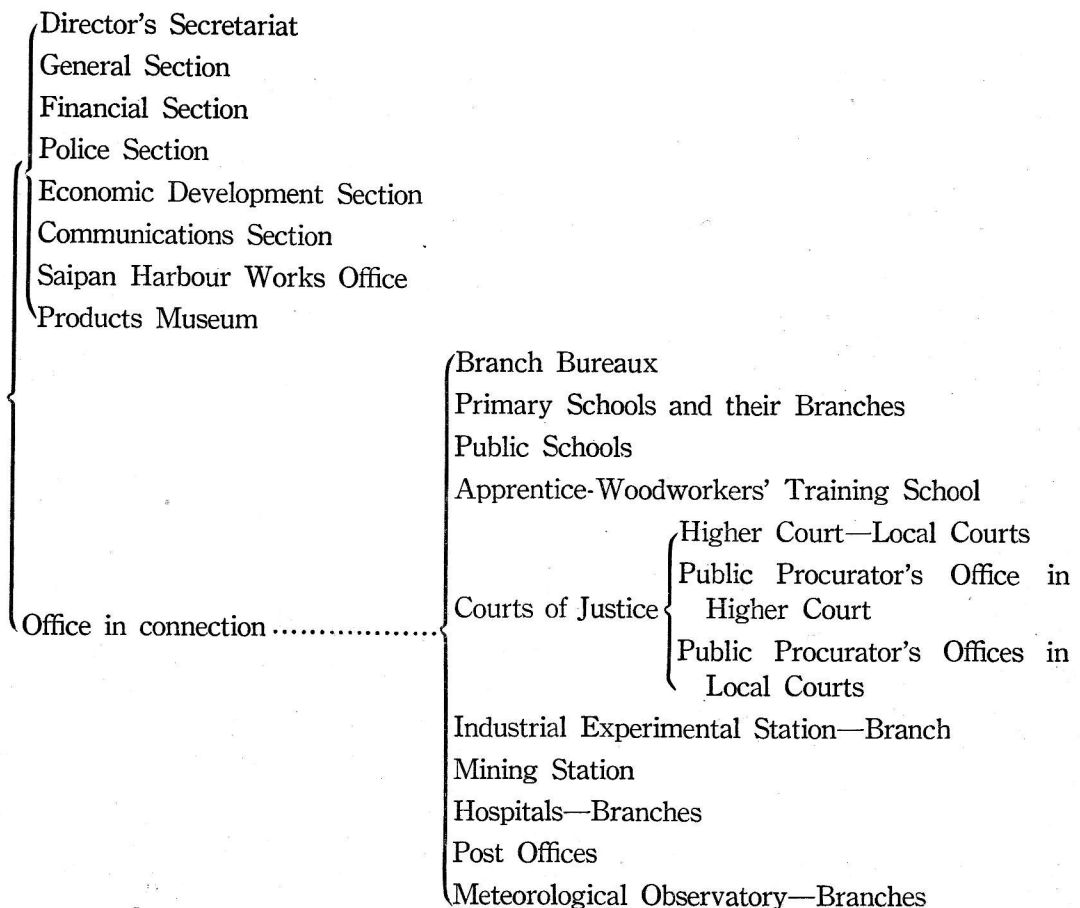 Director's Secretariat
General Section
Financial Section
Police Section
Economic Development Section
Communications Section
Saipan Harbour Works Office
Products Museum
Branch Bureaux
Primary Schools and their Branches
Public Schools
Apprentice-Woodworkers' Training School
Higher Court—Local Courts
Public Procurator's Office in
Higher Court
Courts of Justice
Public Procurator's Offices in
Local Courts
Office in connection ..................
Industrial Experimental Station—Branch
Mining Station
Hospitals—Branches
Post Offices
Meteorological Observatory—Branches